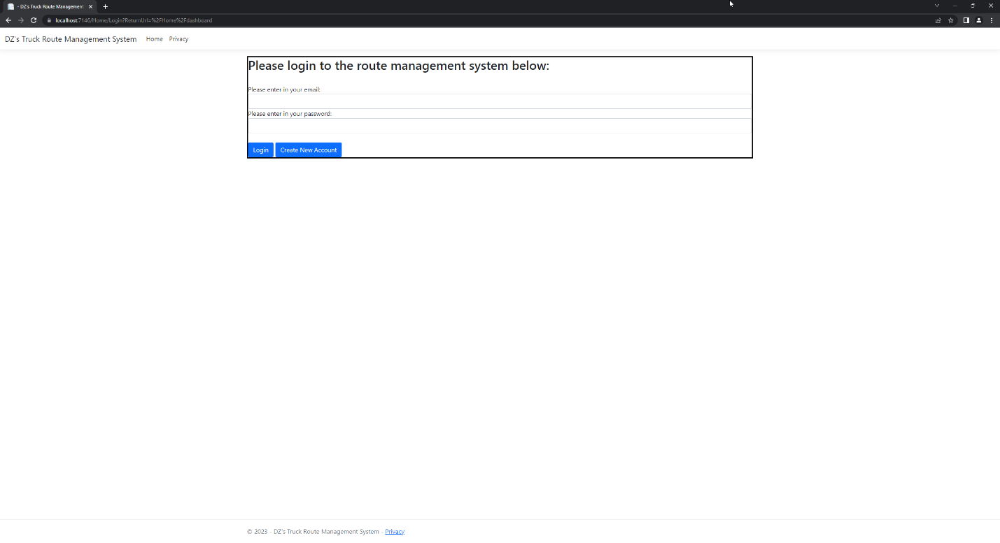 - DZ's Truck Route Management
localhost:7146/Home/Login?ReturnUrl=%2FHome%2Fdashboard
DZ's Truck Route Management System Home Privacy
Please login to the route management system below:
Please enter in your email:
Please enter in your password:
Login Create New Account
© 2023 - DZ's Truck Route Management System - Privacy